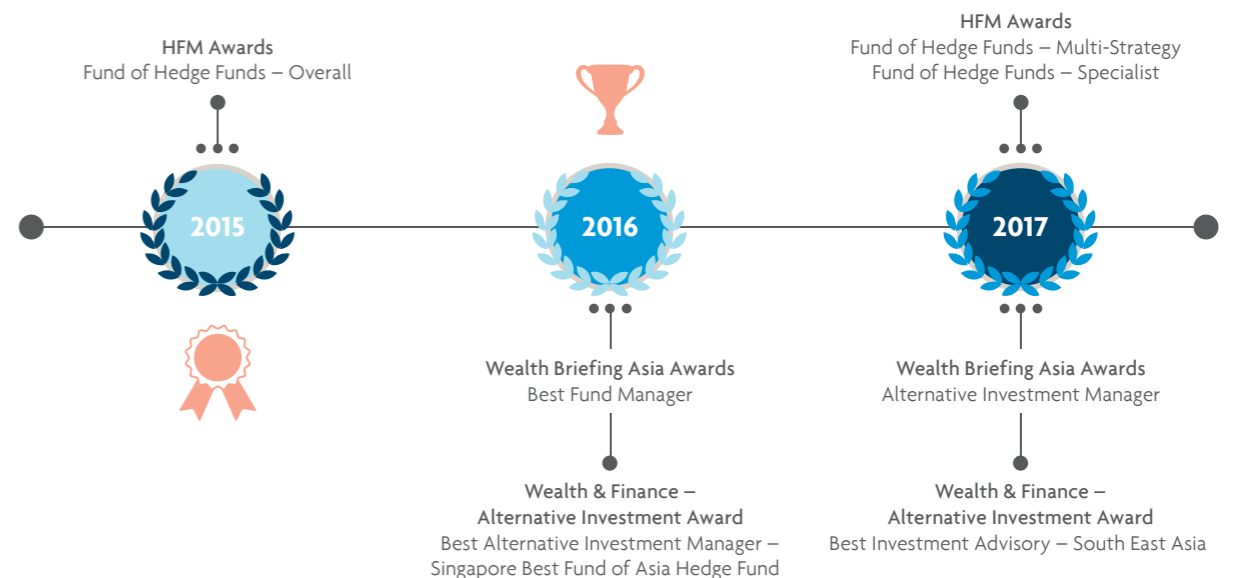 HFM Awards
Fund of Hedge Funds – Overall
2015
2016
Wealth Briefing Asia Awards
Best Fund Manager
Wealth & Finance –
Alternative Investment Award
Best Alternative Investment Manager –
Singapore Best Fund of Asia Hedge Fund
HFM Awards
Fund of Hedge Funds – Multi-Strategy
Fund of Hedge Funds – Specialist
2017
Wealth Briefing Asia Awards
Alternative Investment Manager
Wealth & Finance –
Alternative Investment Award
Best Investment Advisory – South East Asia